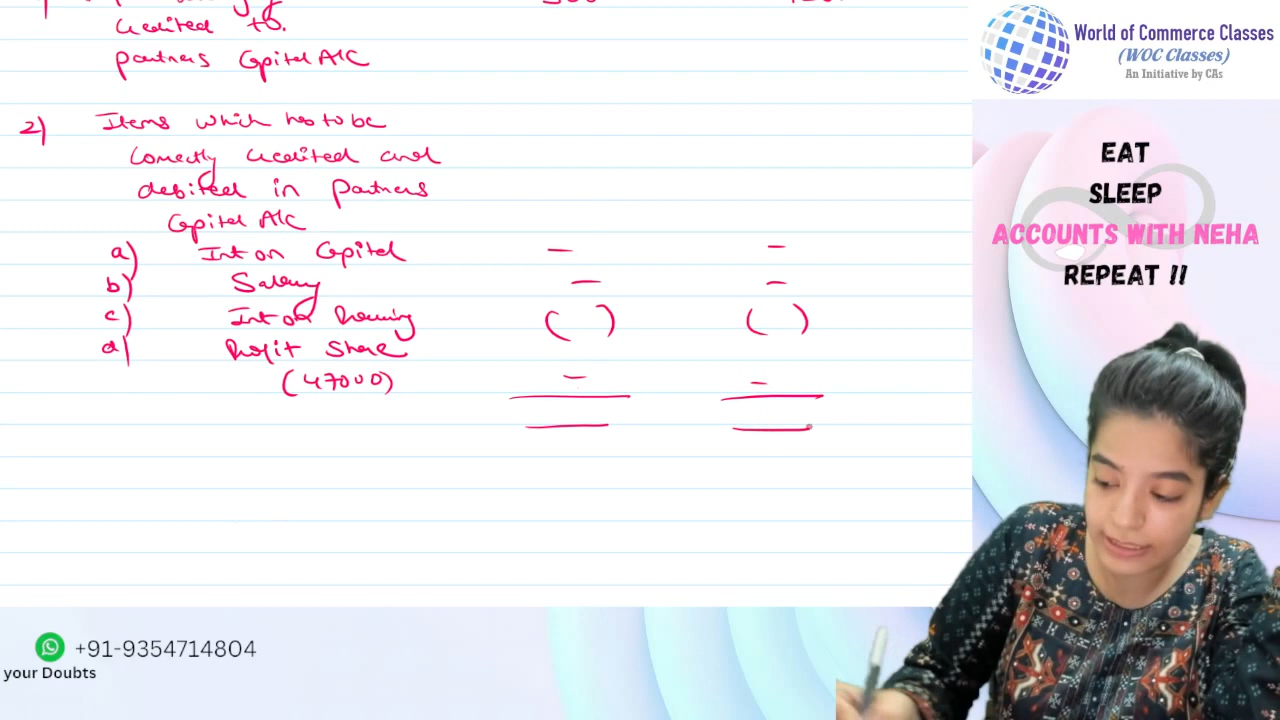 credited to
partners Capital A/C
2) Items which has to be
correctly credited and
debited in partners
Capital A/C
a) Int on Capital — —
b) Salary — —
c) Int on Drawing ( ) ( )
d) Profit Share
(47000) — —
World of Commerce Classes
(WOC Classes)
An Initiative by CAs
EAT
SLEEP
ACCOUNTS WITH NEHA
REPEAT !!
+91-9354714804
your Doubts